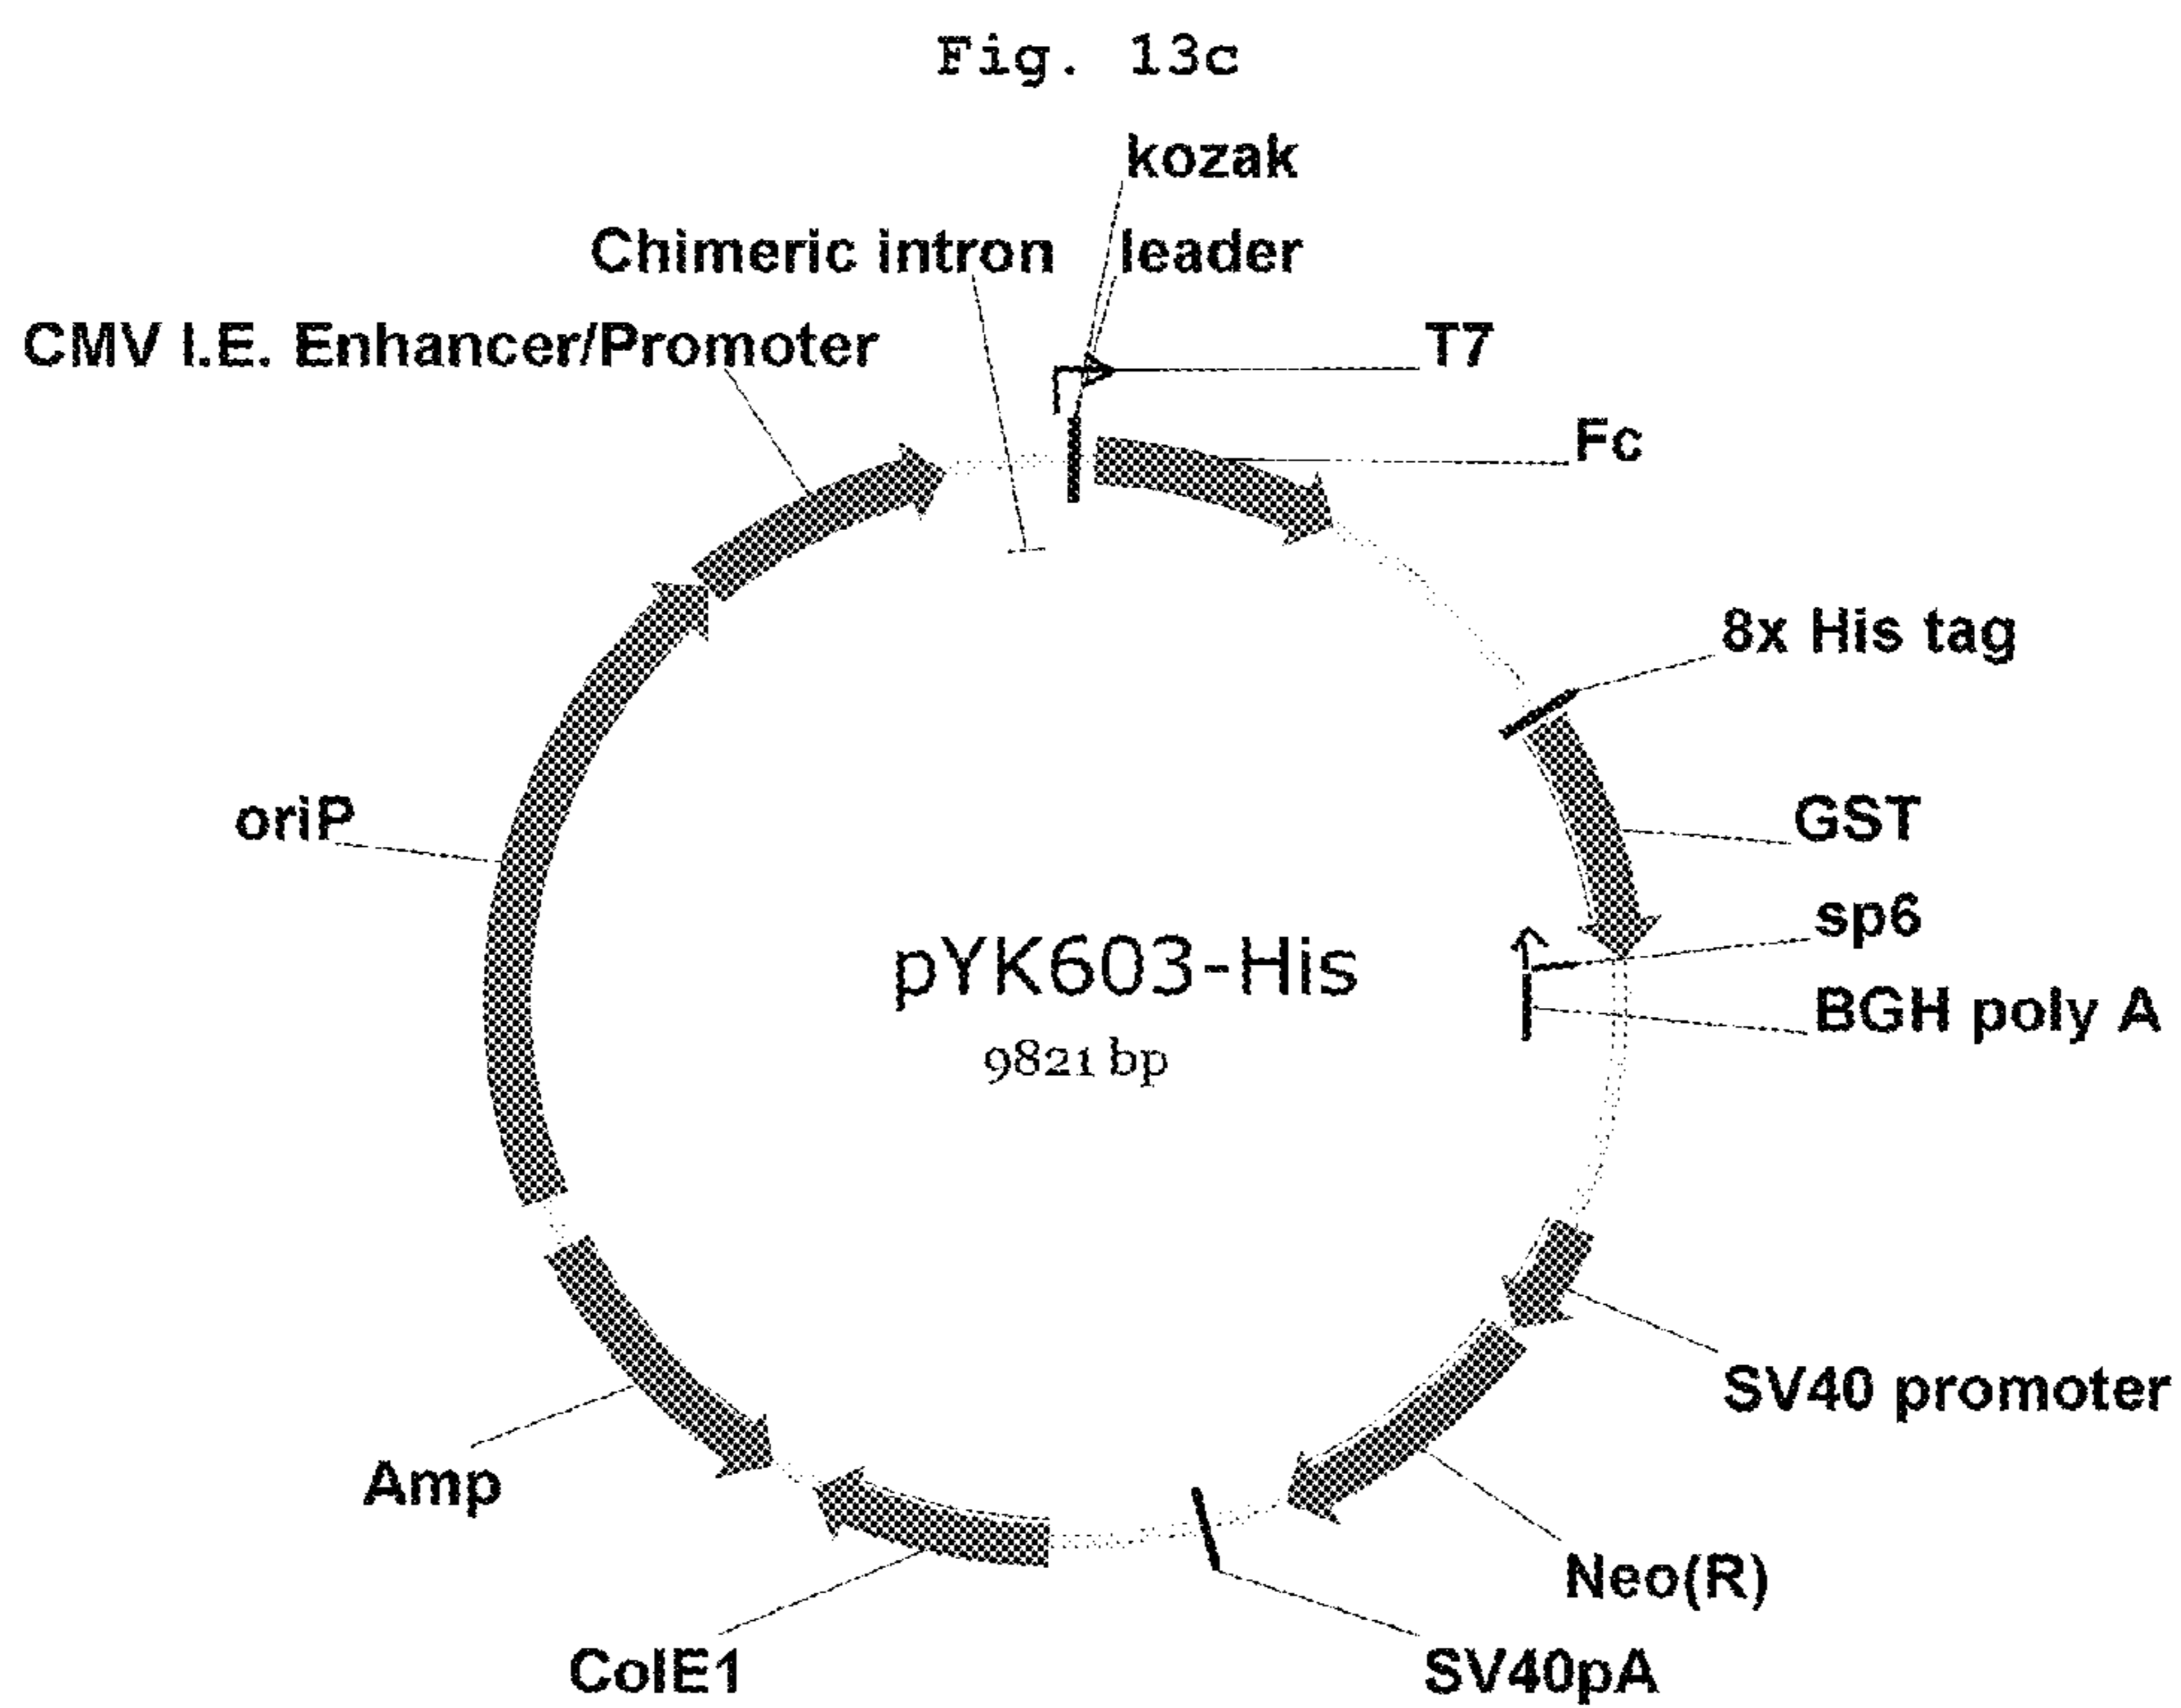 Fig. 13c
kozak
Chimeric intron
leader
CMV I.E. Enhancer/Promoter
T7
Fc
8x His tag
oriP
GST
sp6
pYK603-His
BGH poly A
9821 bp
SV40 promoter
Amp
Neo(R)
ColE1
SV40pA